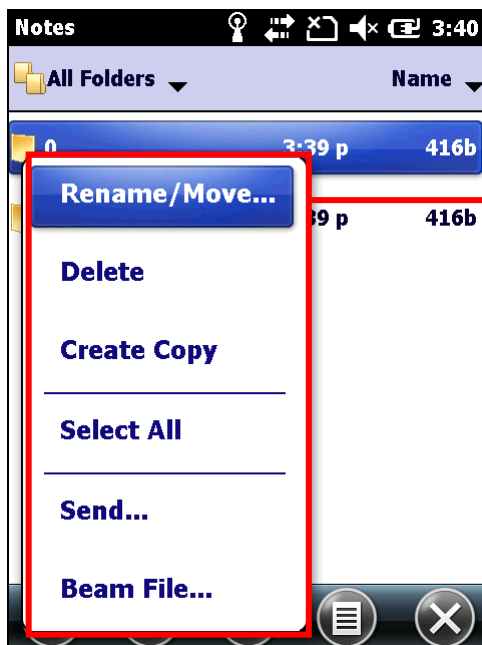 Notes 3:40
All Folders Name
0 3:39 p 416b
39 p 416b
Rename/Move...
Delete
Create Copy
Select All
Send...
Beam File...